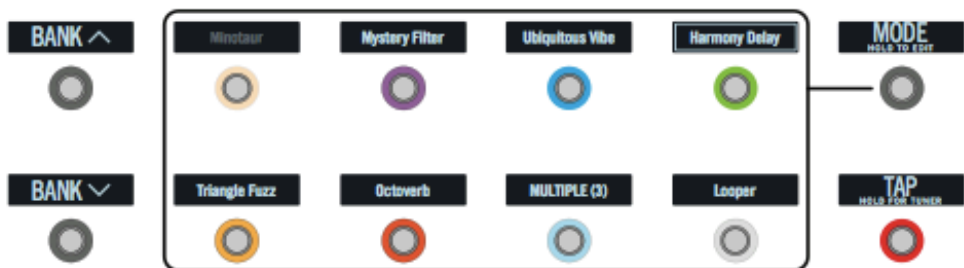 BANK
Minotaur
Mystery Filter
Ubiquitous Vibe
Harmony Delay
MODE
HOLD TO EDIT
BANK
Triangle Fuzz
Octoverb
MULTIPLE (3)
Looper
TAP
HOLD FOR TUNER